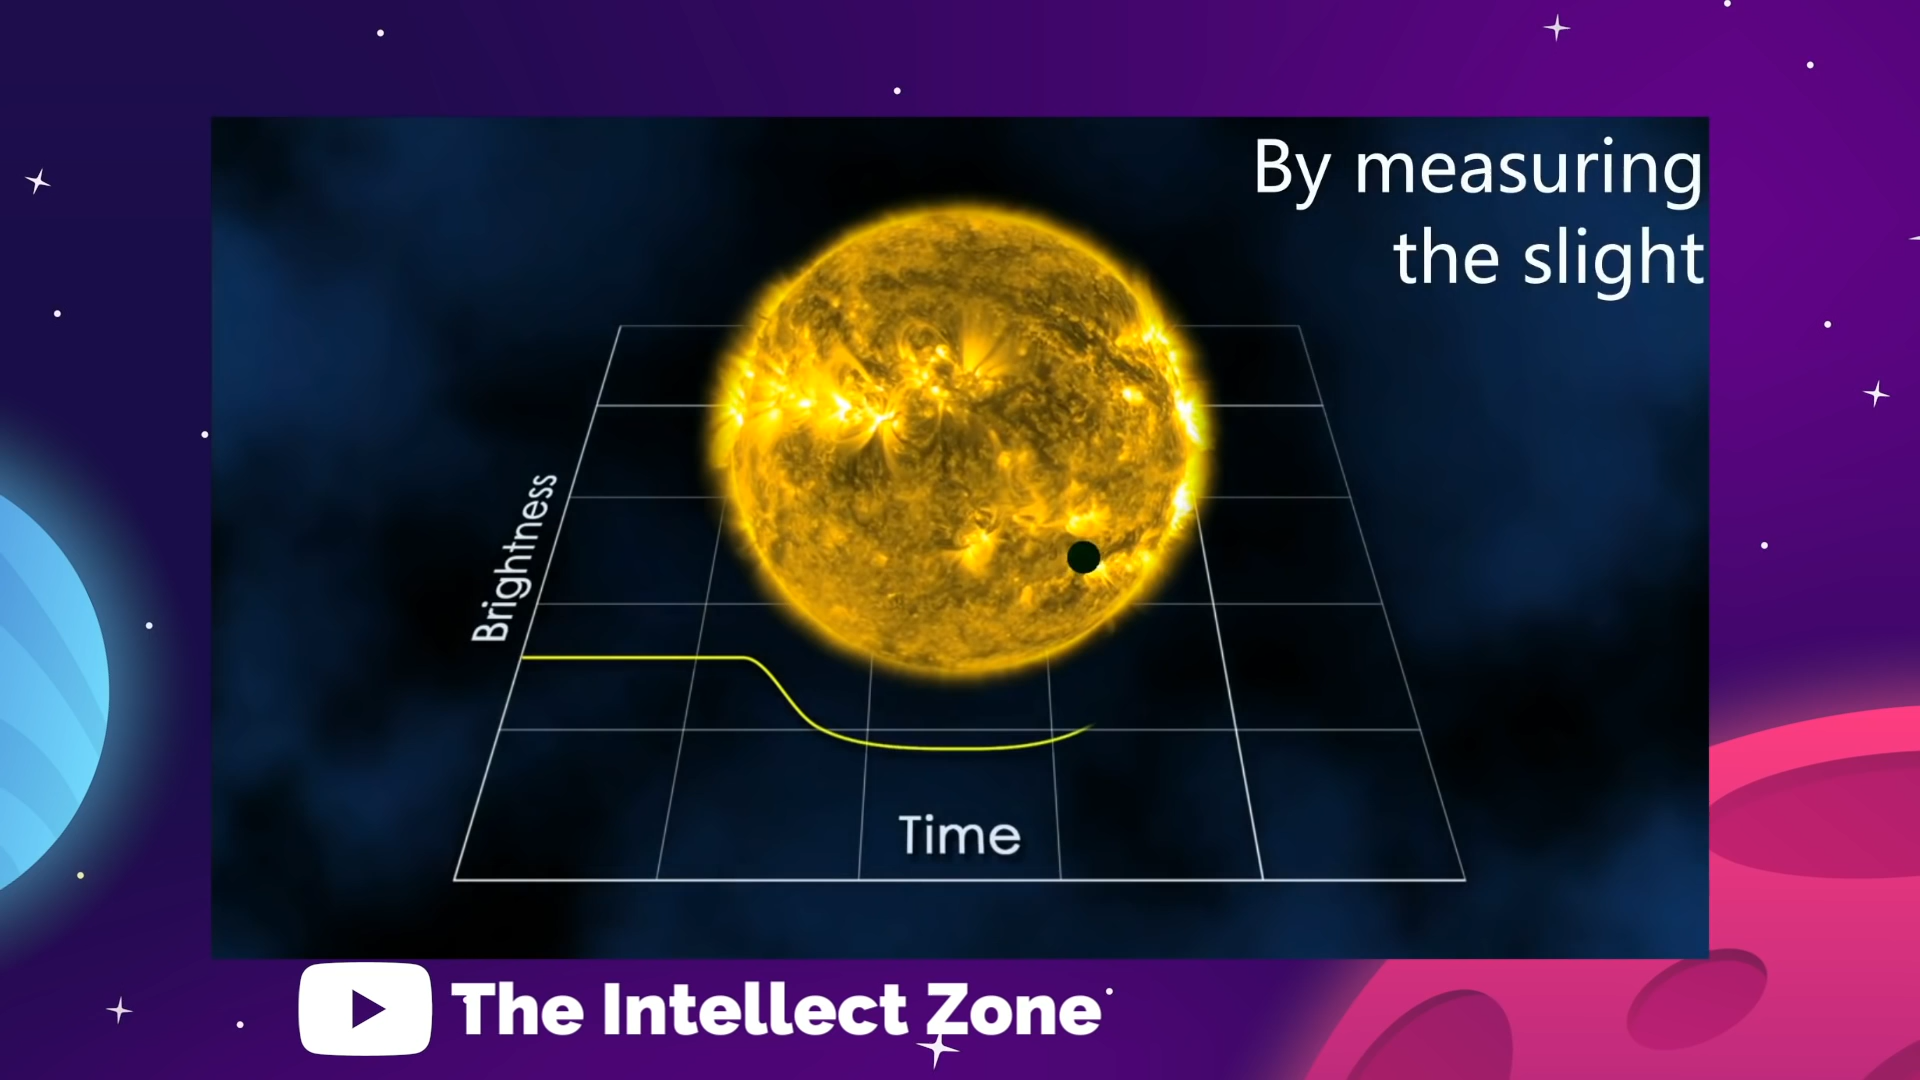 By measuring
the slight
Brightness
Time
The Intellect Zone